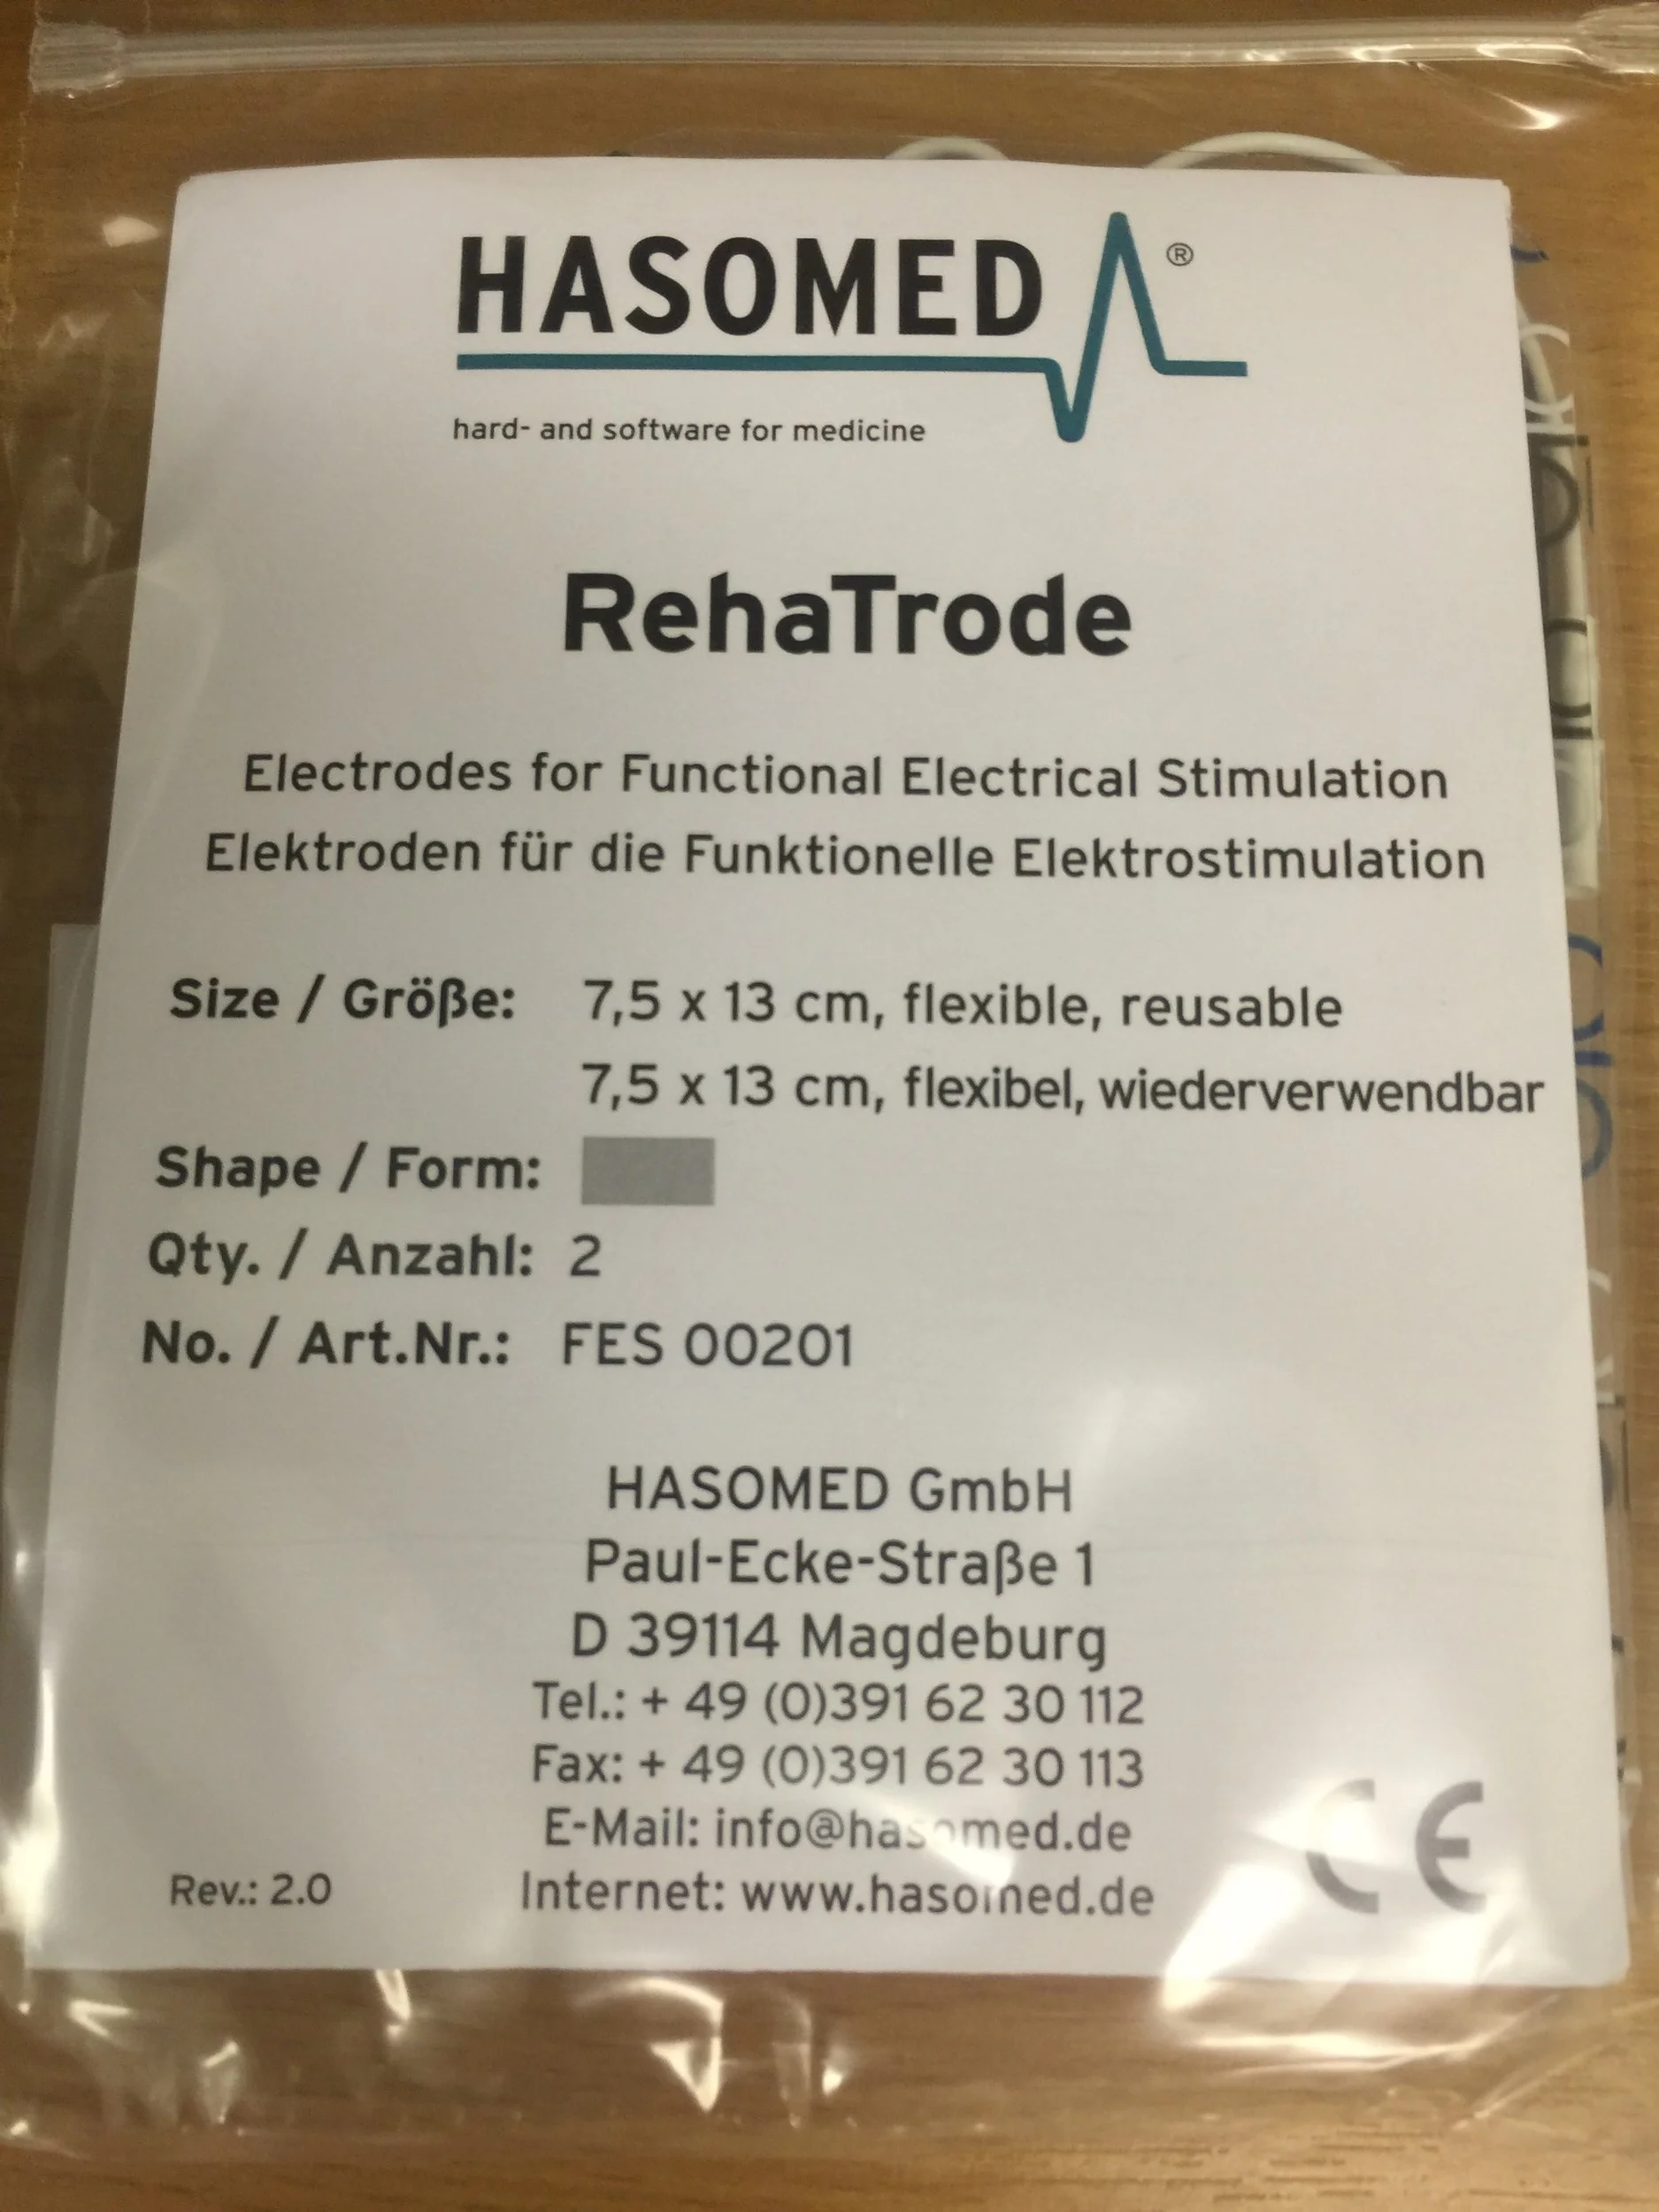 HASOMED ®
hard- and software for medicine
RehaTrode
Electrodes for Functional Electrical Stimulation
Elektroden für die Funktionelle Elektrostimulation
Size / Größe: 7,5 x 13 cm, flexible, reusable
7,5 x 13 cm, flexibel, wiederverwendbar
Shape / Form:
Qty. / Anzahl: 2
No. / Art.Nr.: FES 00201
HASOMED GmbH
Paul-Ecke-Straße 1
D 39114 Magdeburg
Tel.: + 49 (0)391 62 30 112
Fax: + 49 (0)391 62 30 113
E-Mail: info@hasomed.de
Internet: www.hasomed.de
Rev.: 2.0
CE